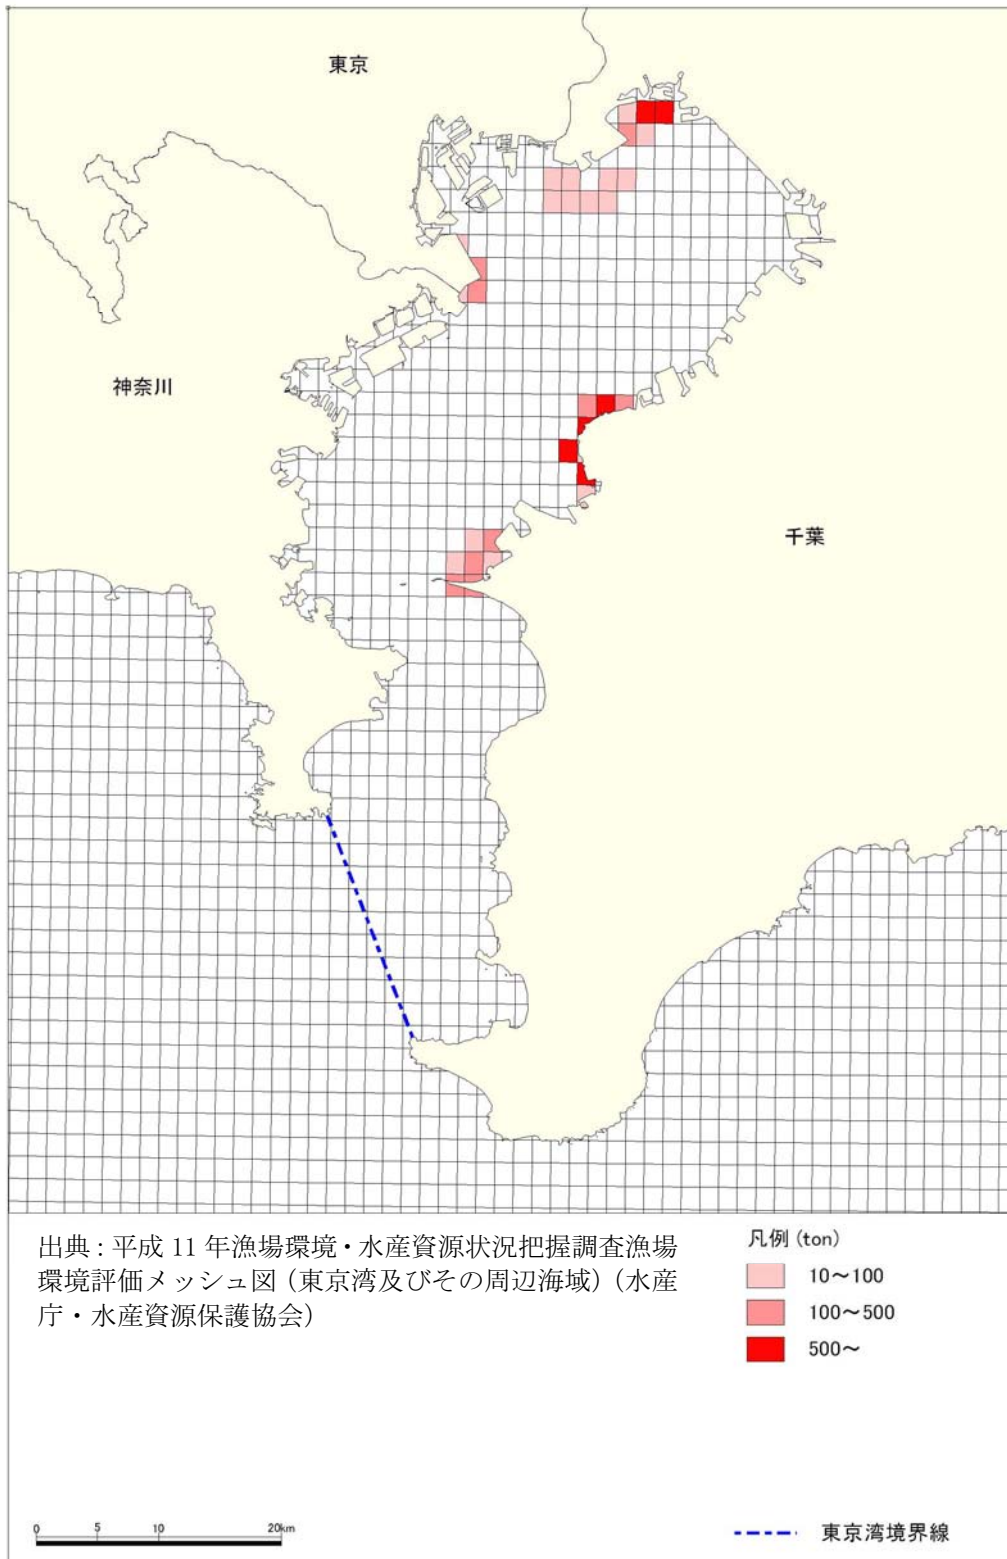 東京
神奈川
千葉
出典:平成 11 年漁場環境・水産資源状況把握調査漁場
環境評価メッシュ図(東京湾及びその周辺海域)(水産
庁・水産資源保護協会)
凡例 (ton)
10～100
100～500
500～
0 5 10 20km
東京湾境界線